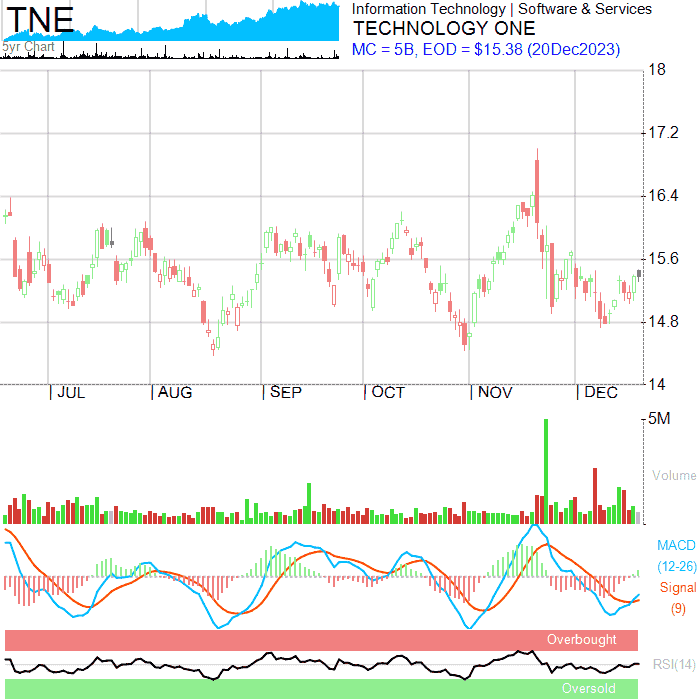 TNE
5yr Chart
Information Technology | Software & Services
TECHNOLOGY ONE
MC = 5B, EOD = $15.38 (20Dec2023)
18
17.2
16.4
15.6
14.8
14
JUL AUG SEP OCT NOV DEC
5M
Volume
MACD
(12-26)
Signal
(9)
Overbought
RSI(14)
Oversold